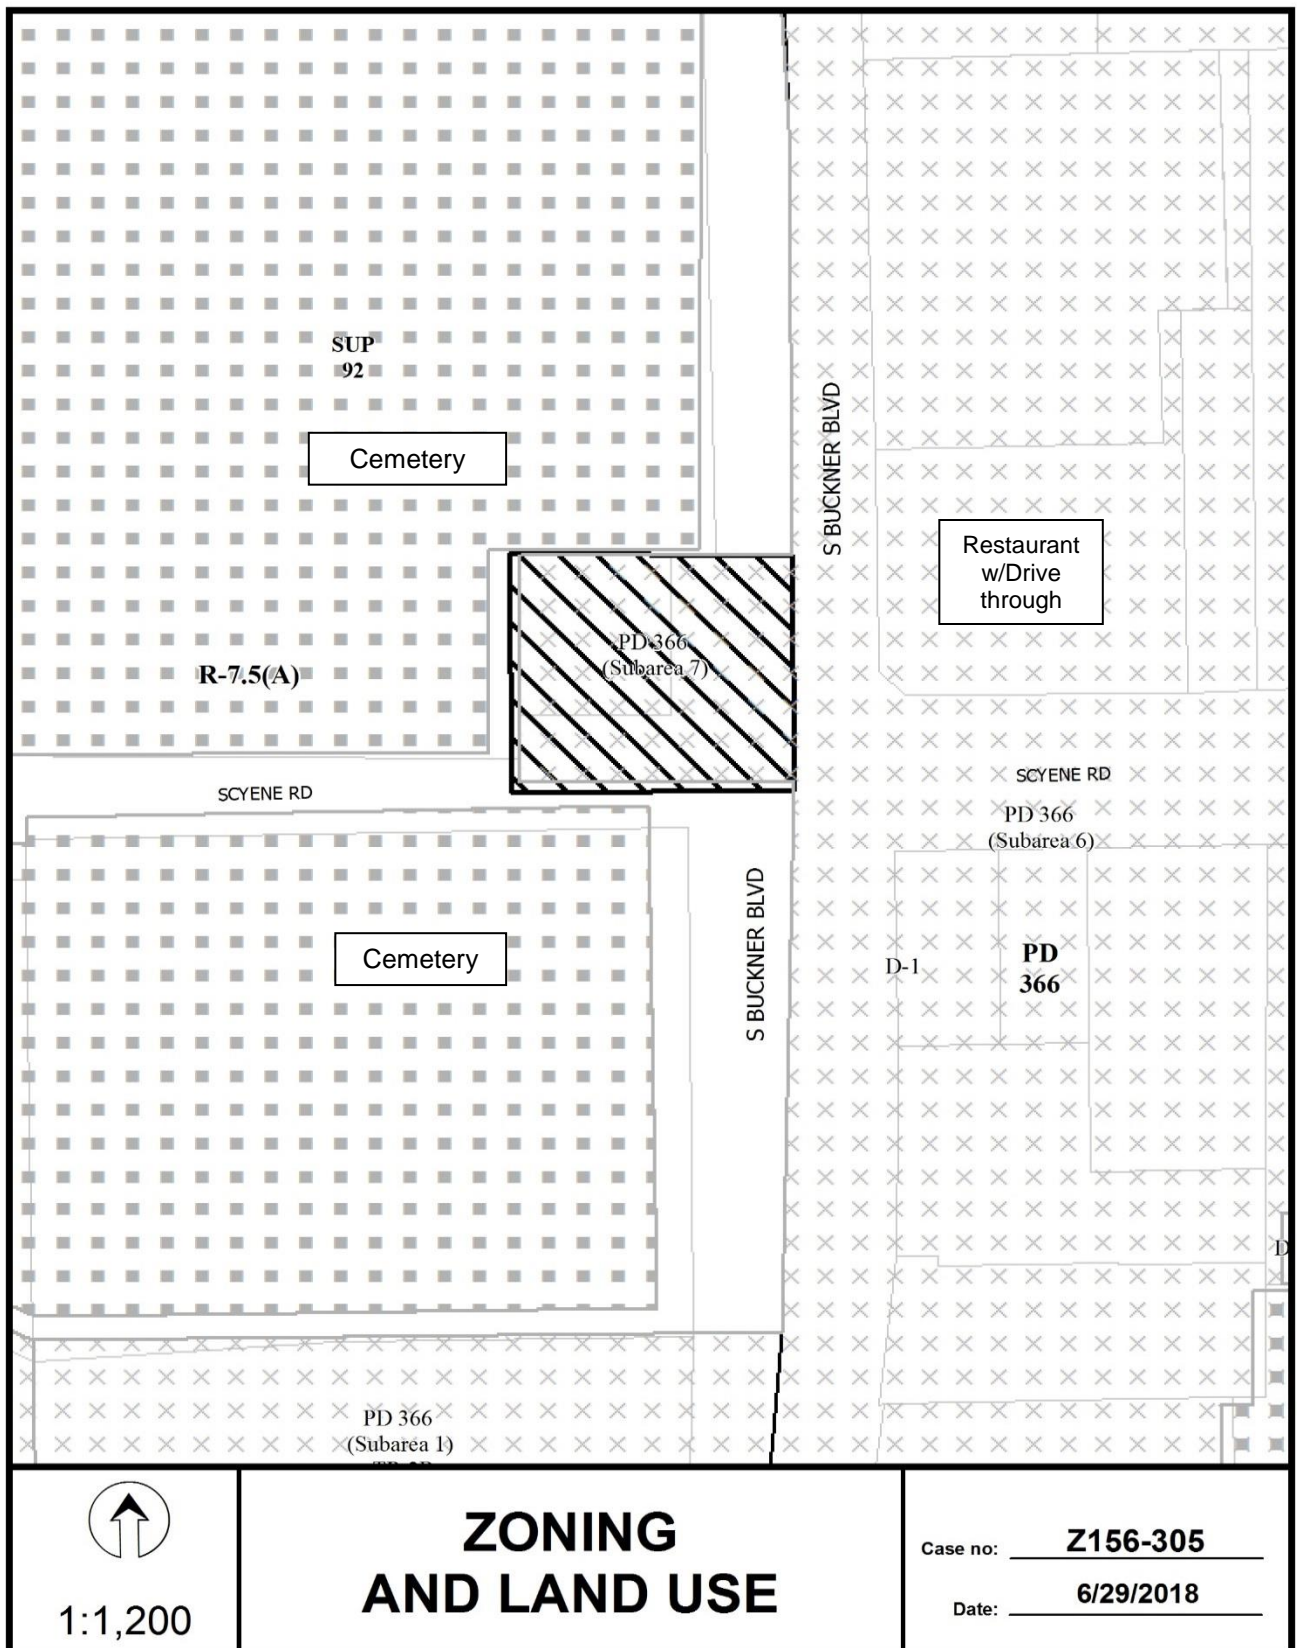 SUP
92
Cemetery
S BUCKNER BLVD
Restaurant
w/Drive
through
PD 366
(Subarea 7)
R-7.5(A)
SCYENE RD
SCYENE RD
PD 366
(Subarea 6)
S BUCKNER BLVD
Cemetery
D-1
PD
366
D
PD 366
(Subarea 1)
1:1,200
ZONING
AND LAND USE
Case no: Z156-305
Date: 6/29/2018